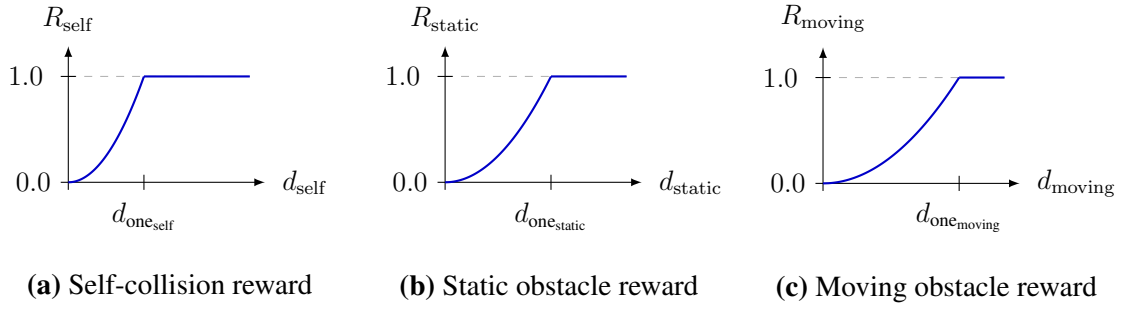 R_self
1.0
0.0
d_self
d_one_self
(a) Self-collision reward
R_static
1.0
0.0
d_static
d_one_static
(b) Static obstacle reward
R_moving
1.0
0.0
d_moving
d_one_moving
(c) Moving obstacle reward